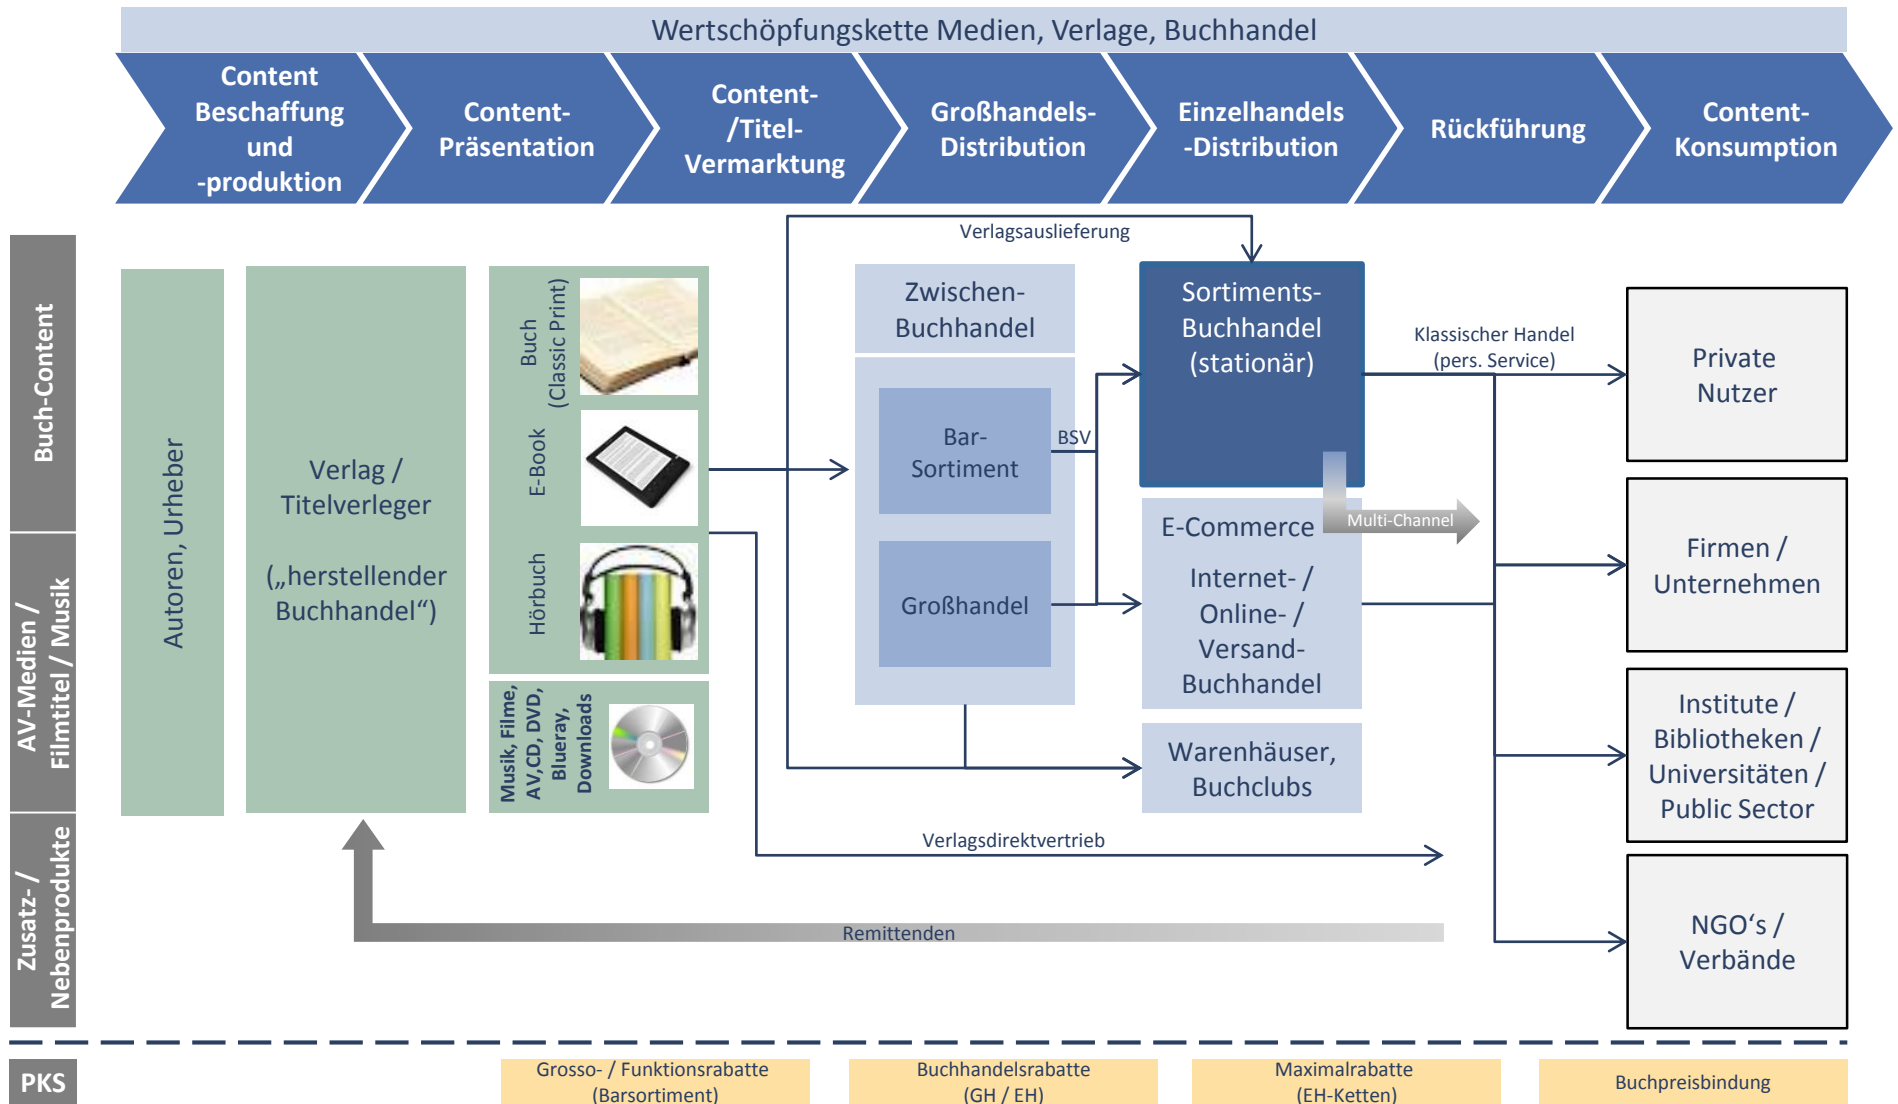 Wertschöpfungskette Medien, Verlage, Buchhandel
Content
Beschaffung
und
-produktion
Content-
Präsentation
Content-
/Titel-
Vermarktung
Großhandels-
Distribution
Einzelhandels
-Distribution
Rückführung
Content-
Konsumption
Buch-Content
AV-Medien /
Filmtitel / Musik
Zusatz- /
Nebenprodukte
Autoren, Urheber
Verlag /
Titelverleger
(„herstellender
Buchhandel“)
Buch
(Classic Print)
E-Book
Hörbuch
Musik, Filme,
AV,CD, DVD,
Blueray,
Downloads
Verlagsauslieferung
Zwischen-
Buchhandel
Bar-
Sortiment
BSV
Großhandel
Sortiments-
Buchhandel
(stationär)
Multi-Channel
E-Commerce
Internet- /
Online- /
Versand-
Buchhandel
Warenhäuser,
Buchclubs
Klassischer Handel
(pers. Service)
Verlagsdirektvertrieb
Remittenden
Private
Nutzer
Firmen /
Unternehmen
Institute /
Bibliotheken /
Universitäten /
Public Sector
NGO‘s /
Verbände
PKS
Grosso- / Funktionsrabatte
(Barsortiment)
Buchhandelsrabatte
(GH / EH)
Maximalrabatte
(EH-Ketten)
Buchpreisbindung